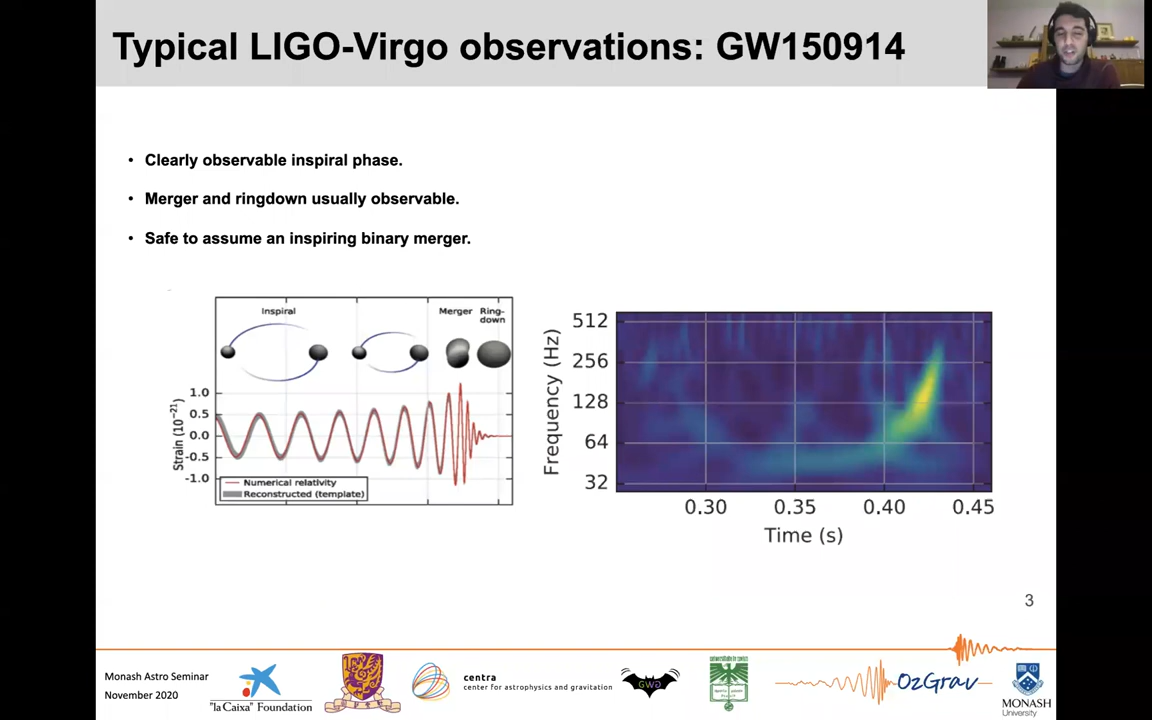 Typical LIGO-Virgo observations: GW150914
• Clearly observable inspiral phase.
• Merger and ringdown usually observable.
• Safe to assume an inspiring binary merger.
Inspiral
Merger
Ring-
down
Strain (10⁻²¹)
1.0
0.5
0.0
-0.5
-1.0
Numerical relativity
Reconstructed (template)
Frequency (Hz)
512
256
128
64
32
0.30 0.35 0.40 0.45
Time (s)
3
Monash Astro Seminar
November 2020
"la Caixa" Foundation
centra
center for astrophysics and gravitation
GWG
OzGrav
MONASH
University